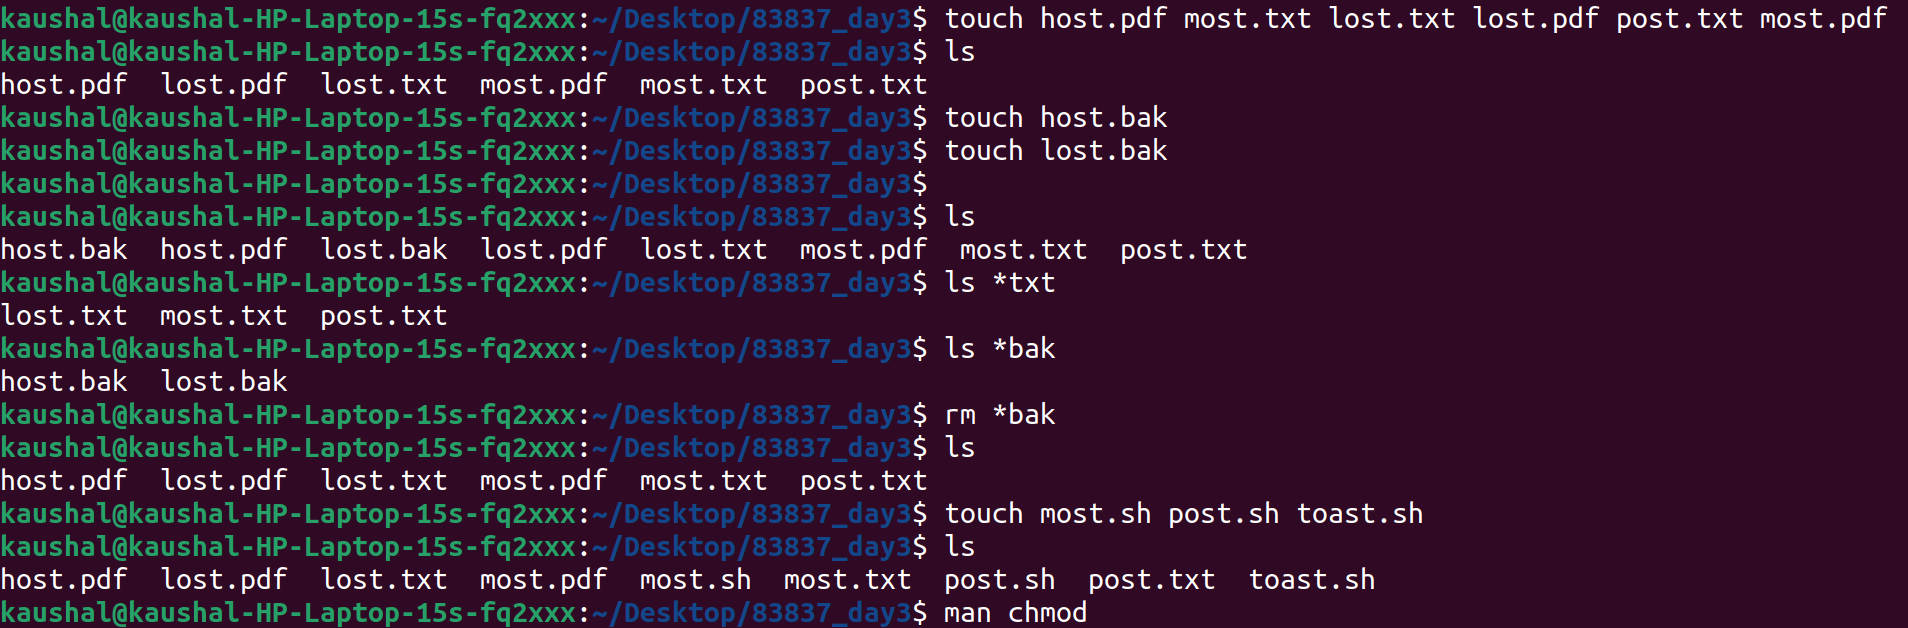 kaushal@kaushal-HP-Laptop-15s-fq2xxx:~/Desktop/83837_day3$ touch host.pdf most.txt lost.txt lost.pdf post.txt most.pdf
kaushal@kaushal-HP-Laptop-15s-fq2xxx:~/Desktop/83837_day3$ ls
host.pdf  lost.pdf  lost.txt  most.pdf  most.txt  post.txt
kaushal@kaushal-HP-Laptop-15s-fq2xxx:~/Desktop/83837_day3$ touch host.bak
kaushal@kaushal-HP-Laptop-15s-fq2xxx:~/Desktop/83837_day3$ touch lost.bak
kaushal@kaushal-HP-Laptop-15s-fq2xxx:~/Desktop/83837_day3$
kaushal@kaushal-HP-Laptop-15s-fq2xxx:~/Desktop/83837_day3$ ls
host.bak  host.pdf  lost.bak  lost.pdf  lost.txt  most.pdf  most.txt  post.txt
kaushal@kaushal-HP-Laptop-15s-fq2xxx:~/Desktop/83837_day3$ ls *txt
lost.txt  most.txt  post.txt
kaushal@kaushal-HP-Laptop-15s-fq2xxx:~/Desktop/83837_day3$ ls *bak
host.bak  lost.bak
kaushal@kaushal-HP-Laptop-15s-fq2xxx:~/Desktop/83837_day3$ rm *bak
kaushal@kaushal-HP-Laptop-15s-fq2xxx:~/Desktop/83837_day3$ ls
host.pdf  lost.pdf  lost.txt  most.pdf  most.txt  post.txt
kaushal@kaushal-HP-Laptop-15s-fq2xxx:~/Desktop/83837_day3$ touch most.sh post.sh toast.sh
kaushal@kaushal-HP-Laptop-15s-fq2xxx:~/Desktop/83837_day3$ ls
host.pdf  lost.pdf  lost.txt  most.pdf  most.sh  most.txt  post.sh  post.txt  toast.sh
kaushal@kaushal-HP-Laptop-15s-fq2xxx:~/Desktop/83837_day3$ man chmod